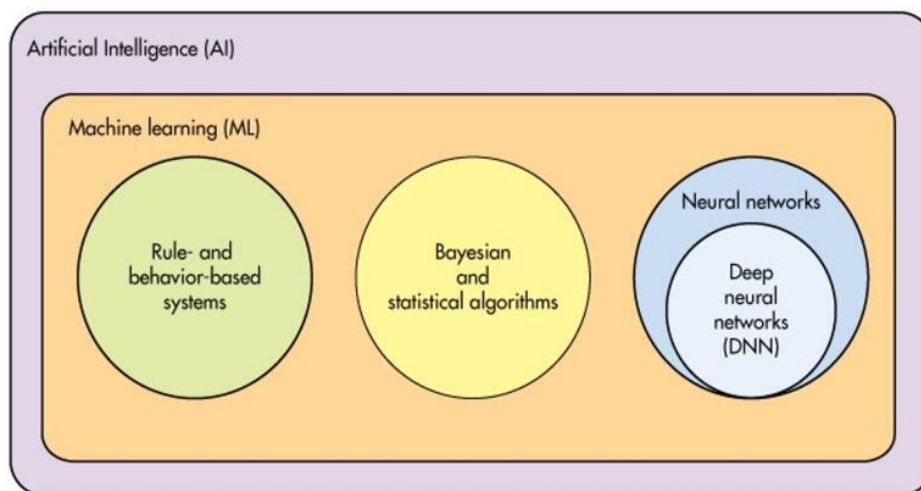 Artificial Intelligence (AI)
Machine learning (ML)
Rule- and
behavior-based
systems
Bayesian
and
statistical algorithms
Neural networks
Deep
neural
networks
(DNN)